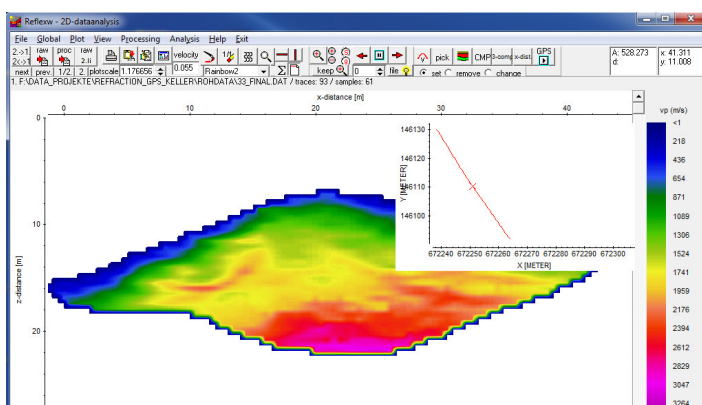 Reflexw - 2D-dataanalysis
File Global Plot View Processing Analysis Help Exit
2.->1 raw proc raw velocity 1/2 CMP 3-comp x-dist. GPS pick A: 528.273 x: 41.311
2<->1 2.li d: y: 11.008
next prev. 1/2 2 plotscale 1.176656 0.055 Rainbow2 keep 0 file ? set remove change
1. F:\DATA_PROJEKTE\REFRACTION_GPS_KELLER\ROHDATA\33_FINAL.DAT / traces: 93 / samples: 61
x-distance [m]
0 10 20 30 40
vp (m/s)
<1
218
436
654
871
1089
1306
1524
1741
1959
2176
2394
2612
2829
3047
3264
0
10
20
z-distance [m]
146130
146120
146110
146100
Y [METER]
672240 672250 672260 672270 672280 672290 672300
X [METER]